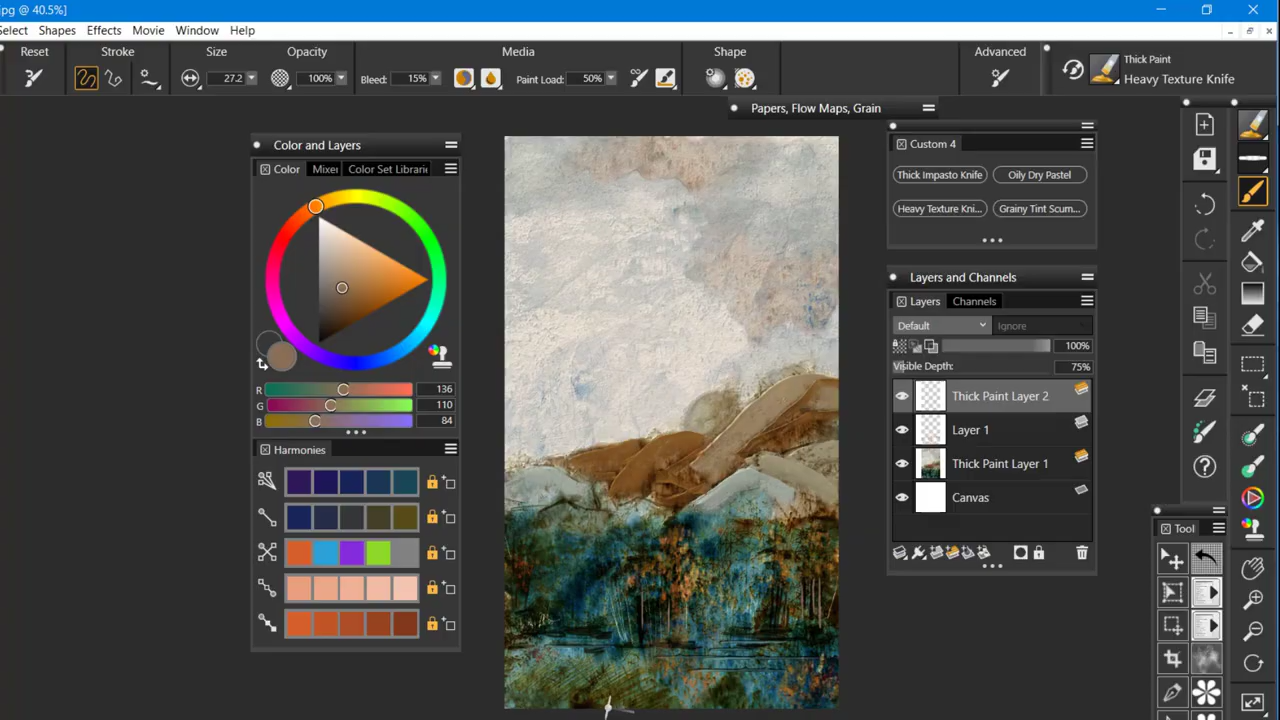 jpg @ 40.5%]
Select Shapes Effects Movie Window Help
Reset Stroke Size Opacity Media Shape Advanced
27.2 100% Bleed: 15% Paint Load: 50%
Thick Paint
Heavy Texture Knife
Papers, Flow Maps, Grain
Color and Layers
Color Mixer Color Set Librari
R 136
G 110
B 84
Harmonies
Custom 4
Thick Impasto Knife Oily Dry Pastel
Heavy Texture Kni... Grainy Tint Scum...
Layers and Channels
Layers Channels
Default Ignore
100%
Visible Depth: 75%
Thick Paint Layer 2
Layer 1
Thick Paint Layer 1
Canvas
Tool